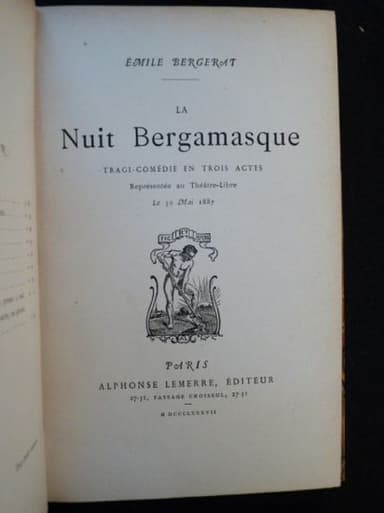 ÉMILE BERGERAT
LA
Nuit Bergamasque
TRAGI-COMÉDIE EN TROIS ACTES
Représentée au Théâtre-Libre
Le 30 Mai 1887
PARIS
ALPHONSE LEMERRE, ÉDITEUR
27-31, PASSAGE CHOISEUL, 27-31
M DCCCLXXXVII